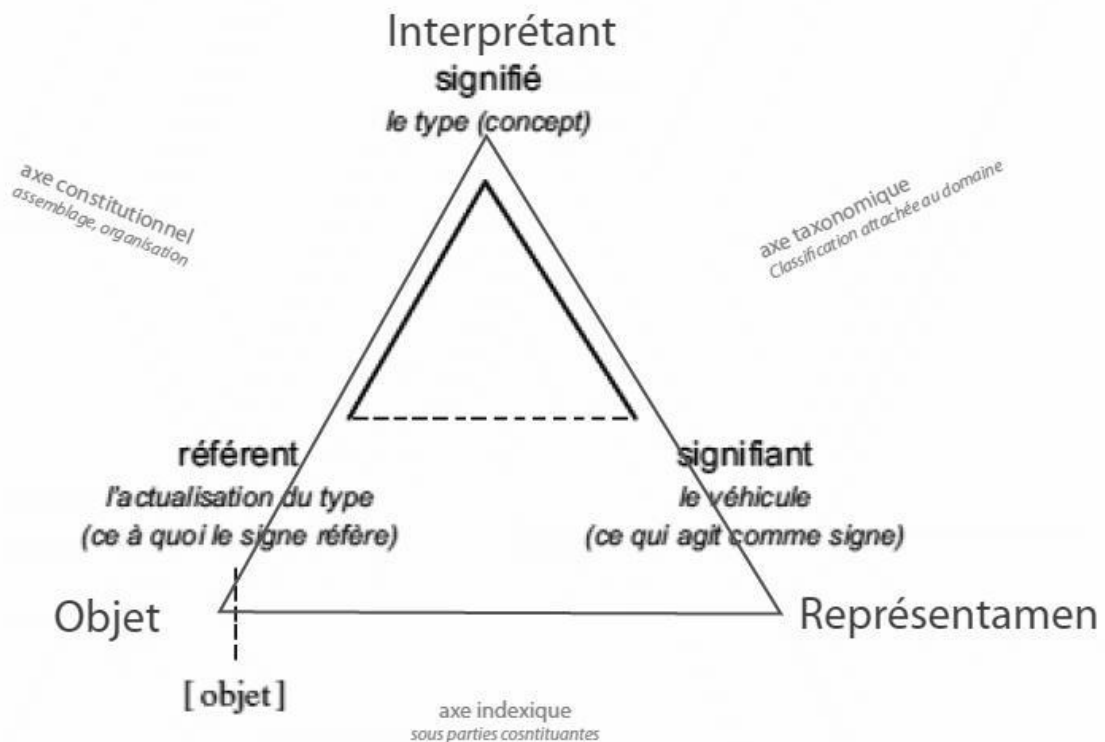 Interprétant
signifié
le type (concept)
axe constitutionnel
assemblage, organisation
axe taxonomique
Classification attachée au domaine
référent
l'actualisation du type
(ce à quoi le signe réfère)
signifiant
le véhicule
(ce qui agit comme signe)
Objet
Représentamen
[ objet ]
axe indexique
sous parties cosntituantes